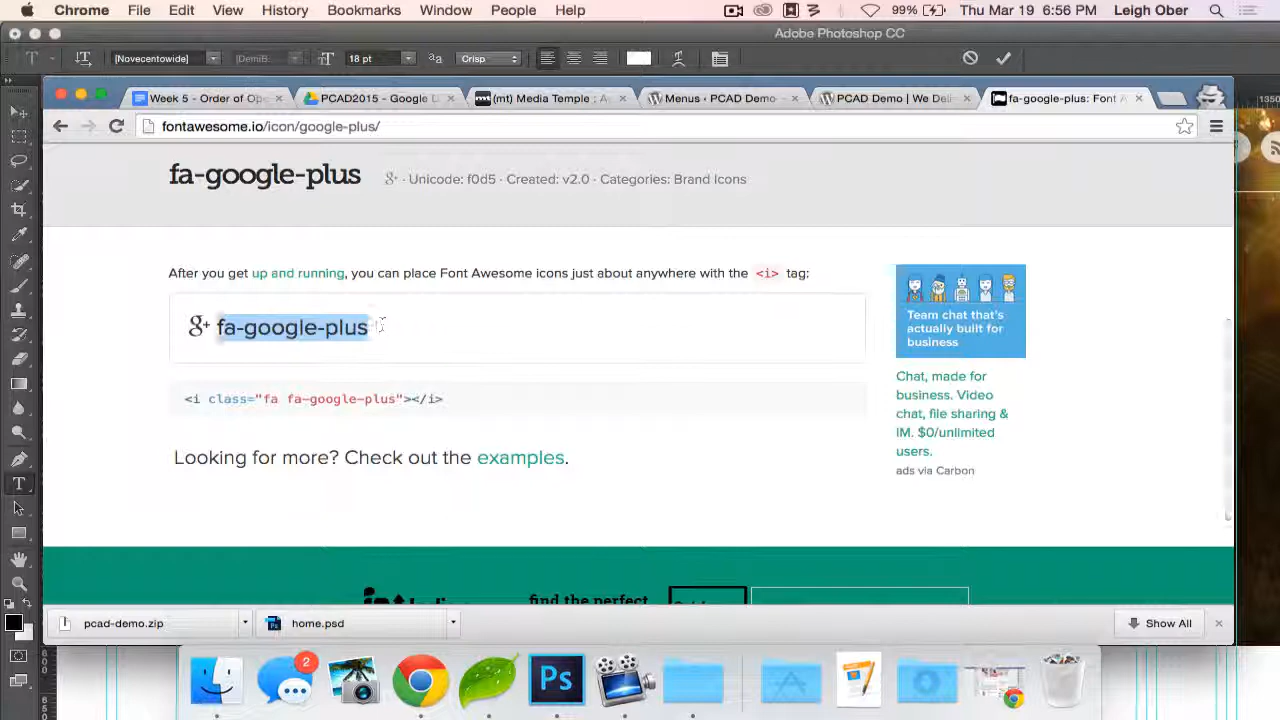 Chrome File Edit View History Bookmarks Window People Help 99% Thu Mar 19 6:56 PM Leigh Ober
Adobe Photoshop CC
[Novecentowide] DemiB 18 pt aa Crisp
Week 5 - Order of Ope PCAD2015 - Google D (mt) Media Temple : A Menus ‹ PCAD Demo PCAD Demo | We Deli fa-google-plus: Font A
fontawesome.io/icon/google-plus/
fa-google-plus g+ · Unicode: f0d5 · Created: v2.0 · Categories: Brand Icons
After you get up and running, you can place Font Awesome icons just about anywhere with the <i> tag:
g+ fa-google-plus
<i class="fa fa-google-plus"></i>
Looking for more? Check out the examples.
Team chat that's
actually built for
business
Chat, made for
business. Video
chat, file sharing &
IM. $0/unlimited
users.
ads via Carbon
find the perfect
pcad-demo.zip home.psd Show All
2
Ps